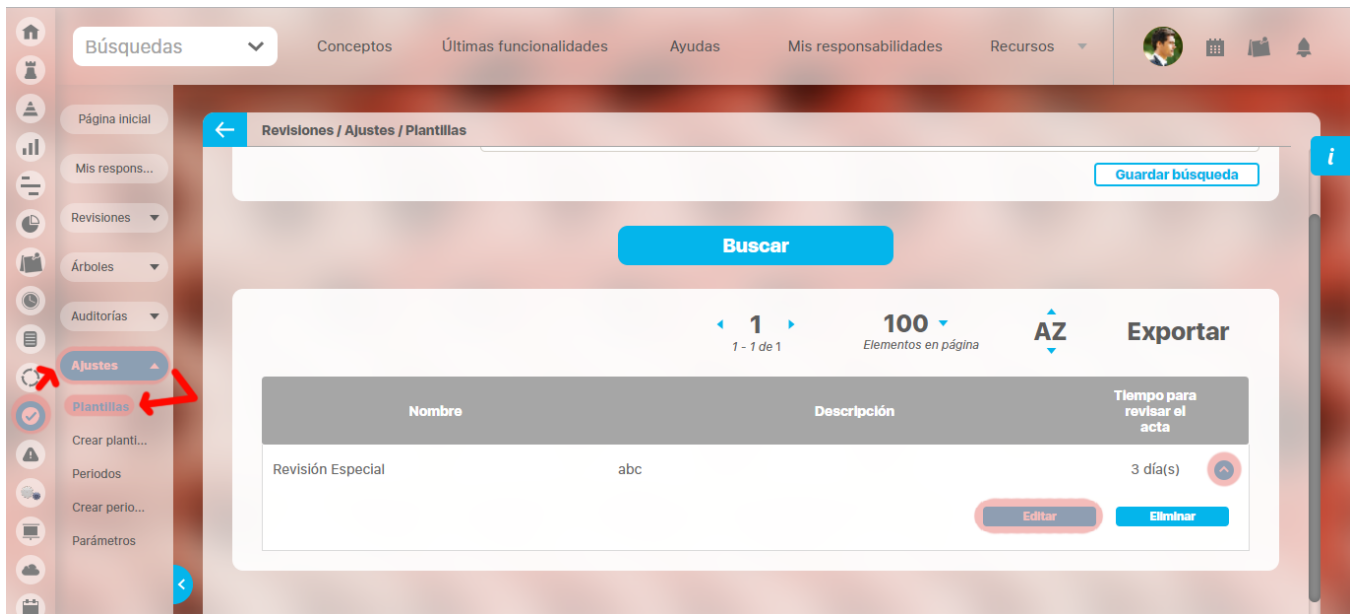 Búsquedas
Conceptos
Últimas funcionalidades
Ayudas
Mis responsabilidades
Recursos
Página inicial
Mis respons...
Revisiones
Árboles
Auditorías
Ajustes
Plantillas
Crear planti...
Periodos
Crear perio...
Parámetros
Revisiones / Ajustes / Plantillas
i
Guardar búsqueda
Buscar
1
1 - 1 de 1
100
Elementos en página
AZ
Exportar
Nombre
Descripción
Tiempo para
revisar el
acta
Revisión Especial
abc
3 día(s)
Editar
Eliminar